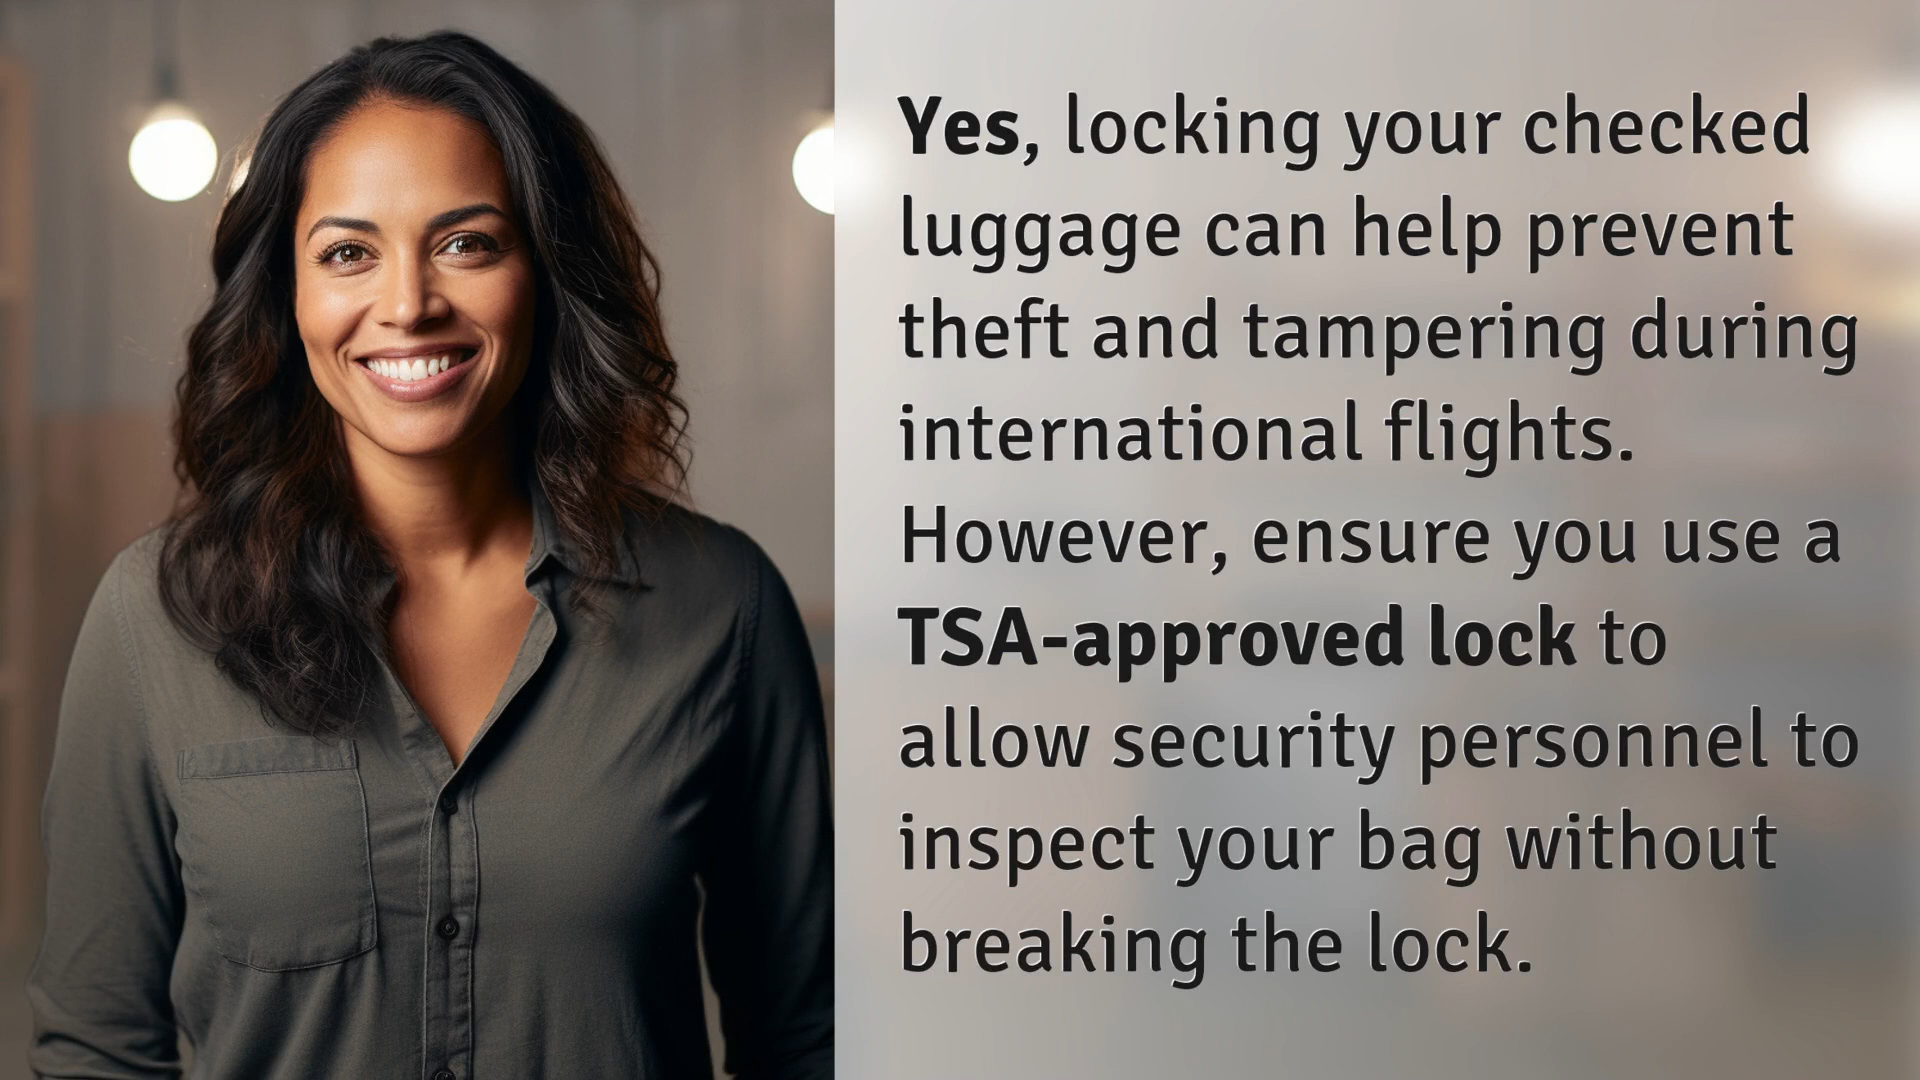 Yes, locking your checked
luggage can help prevent
theft and tampering during
international flights.
However, ensure you use a
TSA-approved lock to
allow security personnel to
inspect your bag without
breaking the lock.